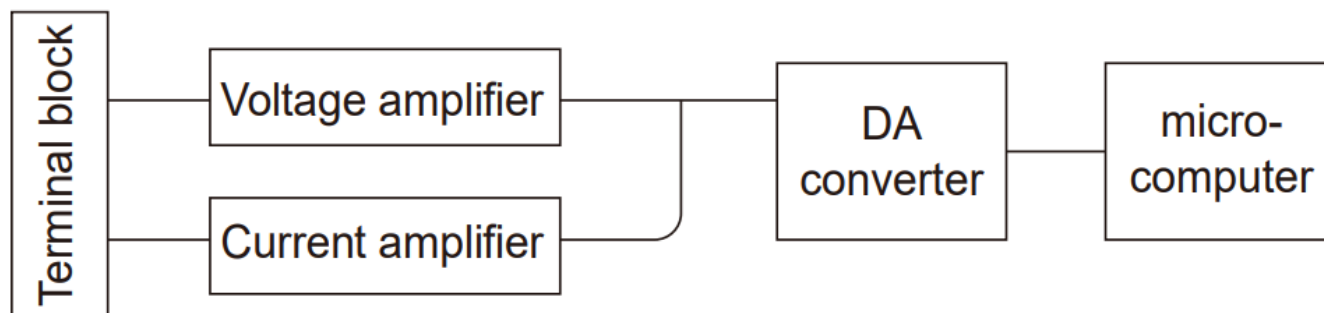 Terminal block
Voltage amplifier
Current amplifier
DA
converter
micro-
computer